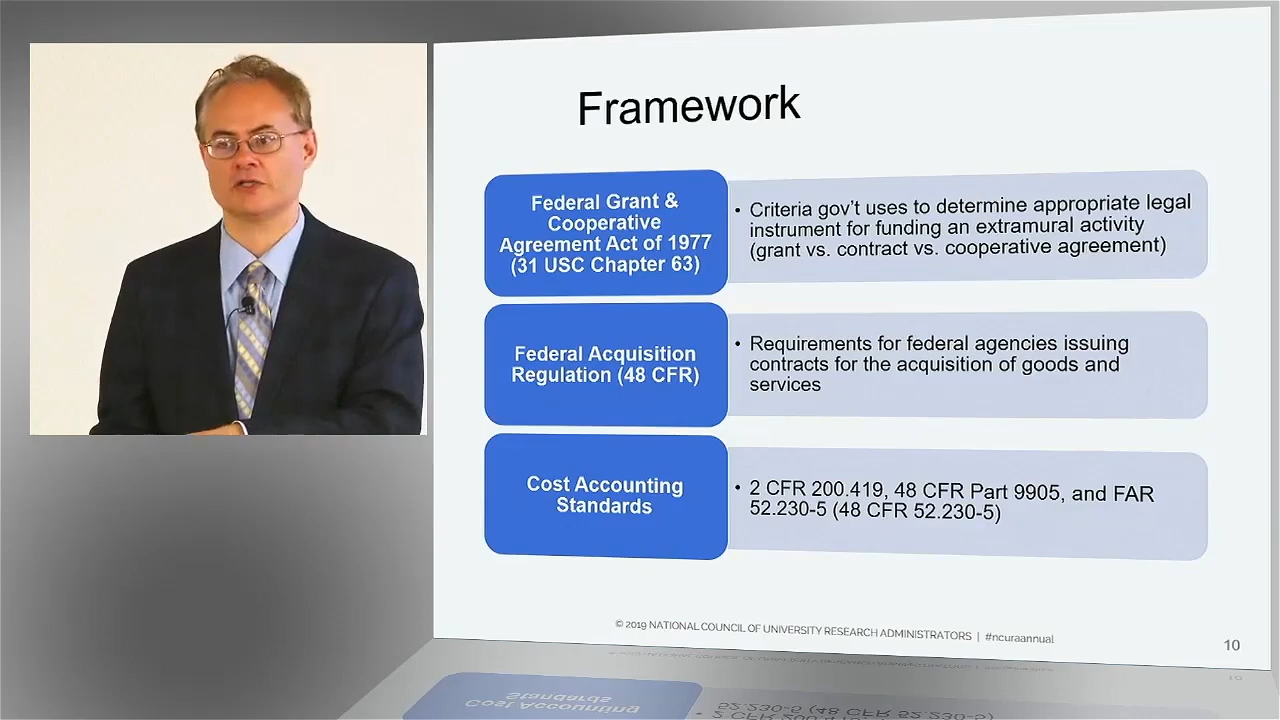 Framework
Federal Grant &
Cooperative
Agreement Act of 1977
(31 USC Chapter 63)
• Criteria gov't uses to determine appropriate legal
instrument for funding an extramural activity
(grant vs. contract vs. cooperative agreement)
Federal Acquisition
Regulation (48 CFR)
• Requirements for federal agencies issuing
contracts for the acquisition of goods and
services
Cost Accounting
Standards
• 2 CFR 200.419, 48 CFR Part 9905, and FAR
52.230-5 (48 CFR 52.230-5)
© 2019 NATIONAL COUNCIL OF UNIVERSITY RESEARCH ADMINISTRATORS | #ncuraannual
10